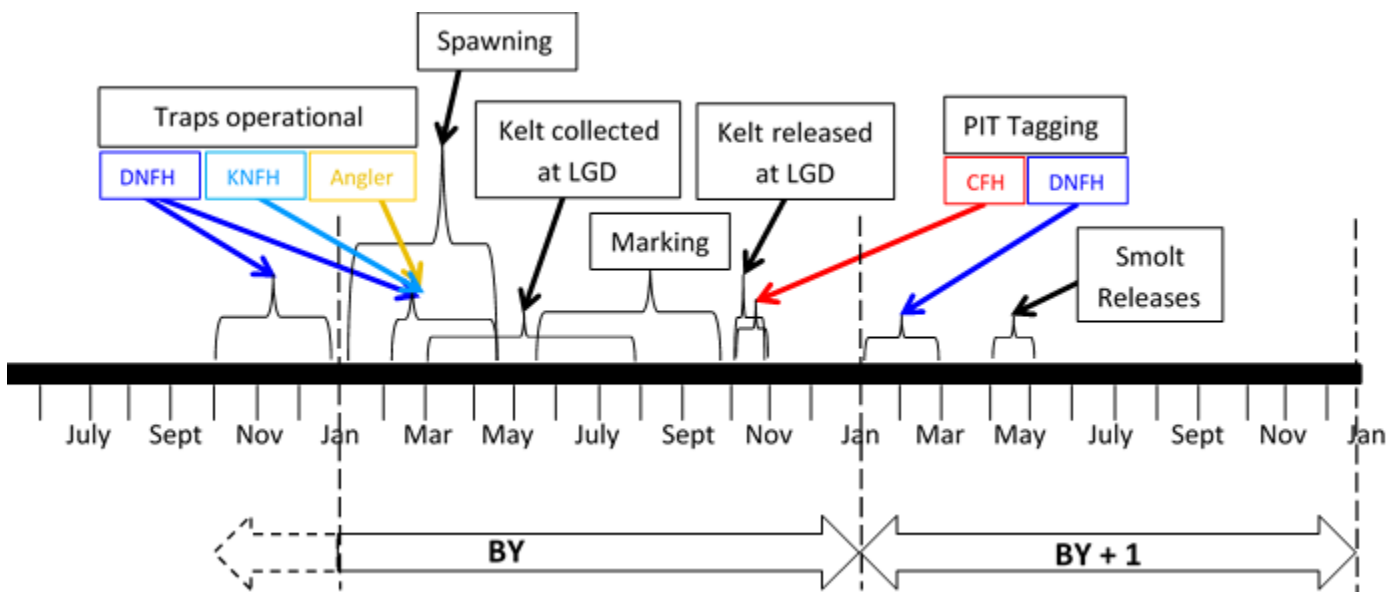 Spawning
Traps operational
DNFH KNFH Angler
Kelt collected
at LGD
Kelt released
at LGD
PIT Tagging
CFH DNFH
Marking
Smolt
Releases
July Sept Nov Jan Mar May July Sept Nov Jan Mar May July Sept Nov Jan
BY BY + 1